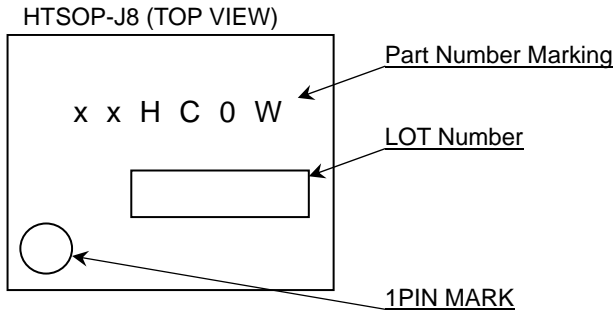 HTSOP-J8 (TOP VIEW)
Part Number Marking
x x H C 0 W
LOT Number
1PIN MARK